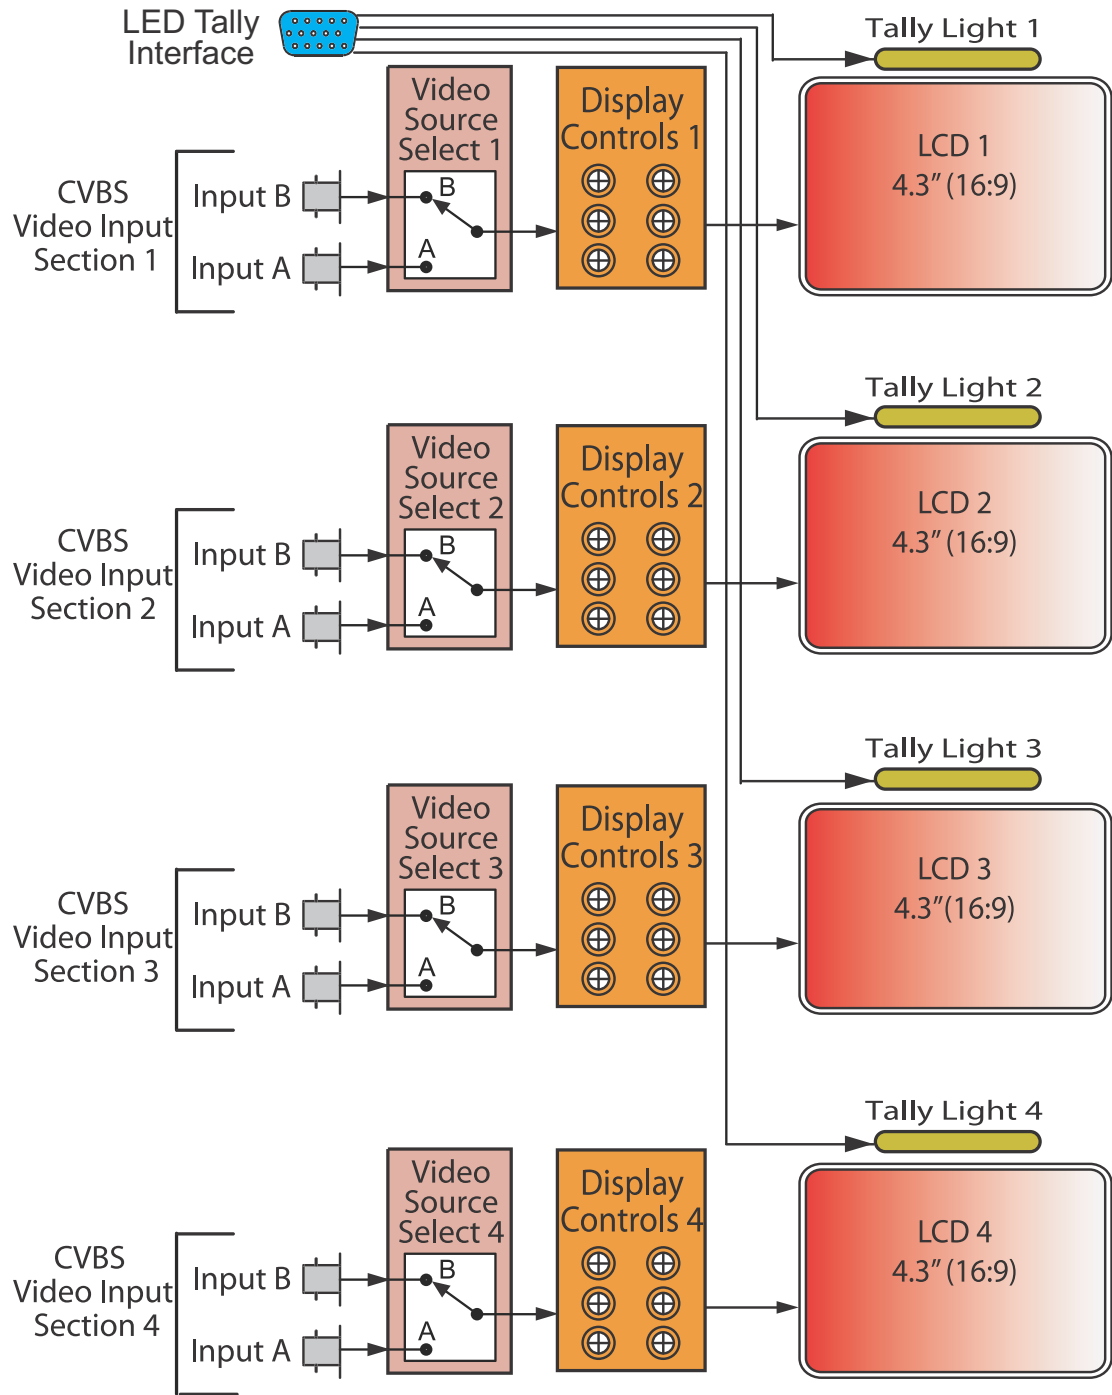 LED Tally
Interface
Tally Light 1
Video
Source
Select 1
B
A
Display
Controls 1
LCD 1
4.3” (16:9)
CVBS
Video Input
Section 1
Input B
Input A
Tally Light 2
Video
Source
Select 2
B
A
Display
Controls 2
LCD 2
4.3” (16:9)
CVBS
Video Input
Section 2
Input B
Input A
Tally Light 3
Video
Source
Select 3
B
A
Display
Controls 3
LCD 3
4.3”(16:9)
CVBS
Video Input
Section 3
Input B
Input A
Tally Light 4
Video
Source
Select 4
B
A
Display
Controls 4
LCD 4
4.3” (16:9)
CVBS
Video Input
Section 4
Input B
Input A